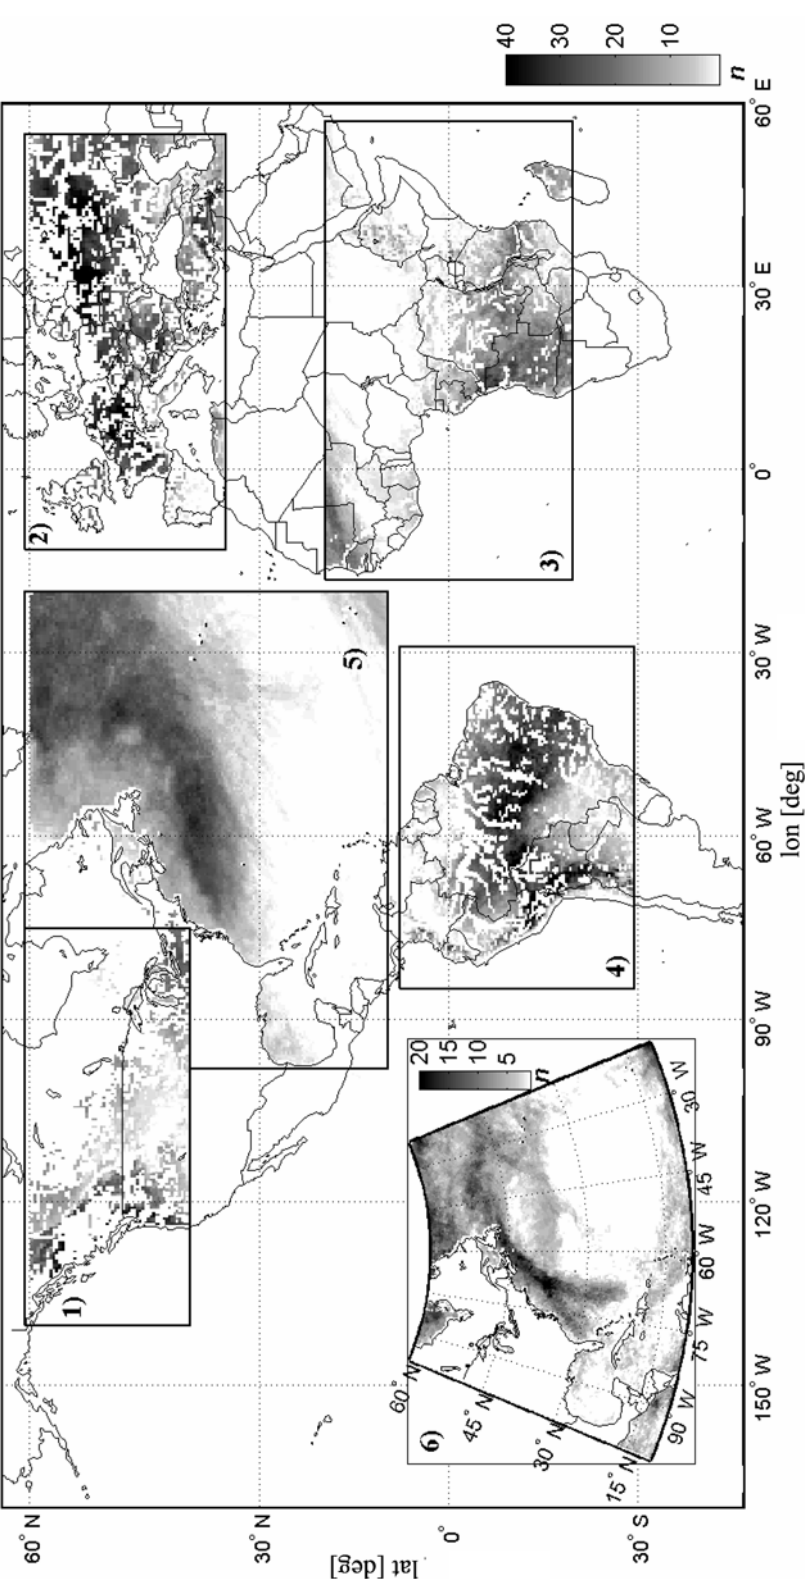 lat [deg]
60° N
30° N
0°
30° S
1)
2)
3)
4)
5)
6)
60° N
45° N
30° N
15° N
90° W
75° W
60° W
45° W
30° W
20
15
10
5
n
150° W
120° W
90° W
60° W
30° W
0°
30° E
60° E
lon [deg]
40
30
20
10
n